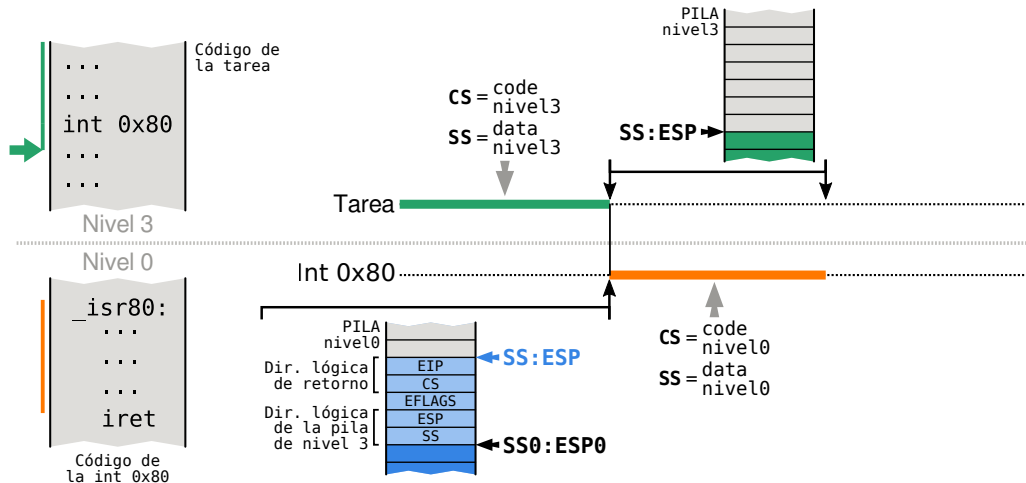 ...
...
int 0x80
...
...
Código de
la tarea
Nivel 3
CS = code
nivel3
SS = data
nivel3
PILA
nivel3
SS:ESP
Tarea
Nivel 0
_isr80:
...
...
...
iret
Código de
la int 0x80
Int 0x80
PILA
nivel0
SS:ESP
Dir. lógica
de retorno
EIP
CS
EFLAGS
Dir. lógica
de la pila
de nivel 3
ESP
SS
SS0:ESP0
CS = code
nivel0
SS = data
nivel0